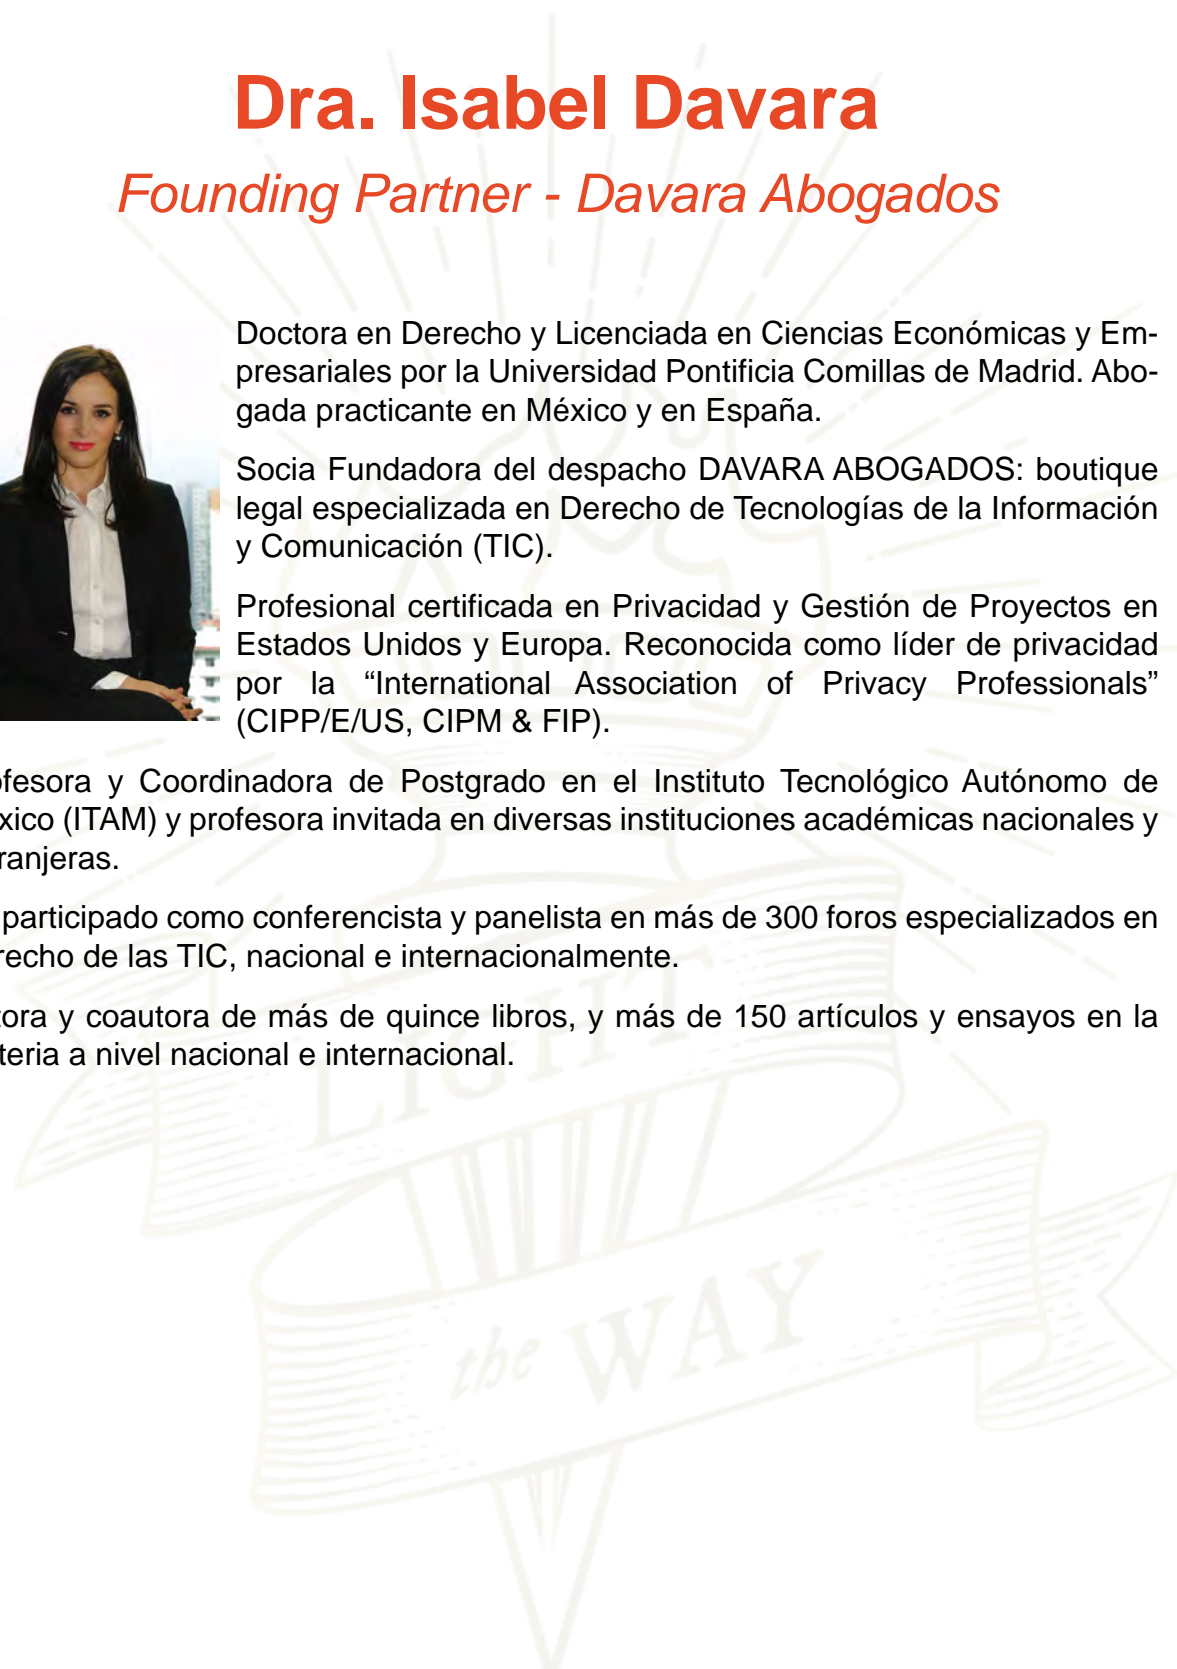 Dra. Isabel Davara
Founding Partner - Davara Abogados
Doctora en Derecho y Licenciada en Ciencias Económicas y Em-
presariales por la Universidad Pontificia Comillas de Madrid. Abo-
gada practicante en México y en España.
Socia Fundadora del despacho DAVARA ABOGADOS: boutique
legal especializada en Derecho de Tecnologías de la Información
y Comunicación (TIC).
Profesional certificada en Privacidad y Gestión de Proyectos en
Estados Unidos y Europa. Reconocida como líder de privacidad
por la “International Association of Privacy Professionals”
(CIPP/E/US, CIPM & FIP).
ofesora y Coordinadora de Postgrado en el Instituto Tecnológico Autónomo de
xico (ITAM) y profesora invitada en diversas instituciones académicas nacionales y
ranjeras.
participado como conferencista y panelista en más de 300 foros especializados en
recho de las TIC, nacional e internacionalmente.
tora y coautora de más de quince libros, y más de 150 artículos y ensayos en la
teria a nivel nacional e internacional.
LIGHT
the WAY